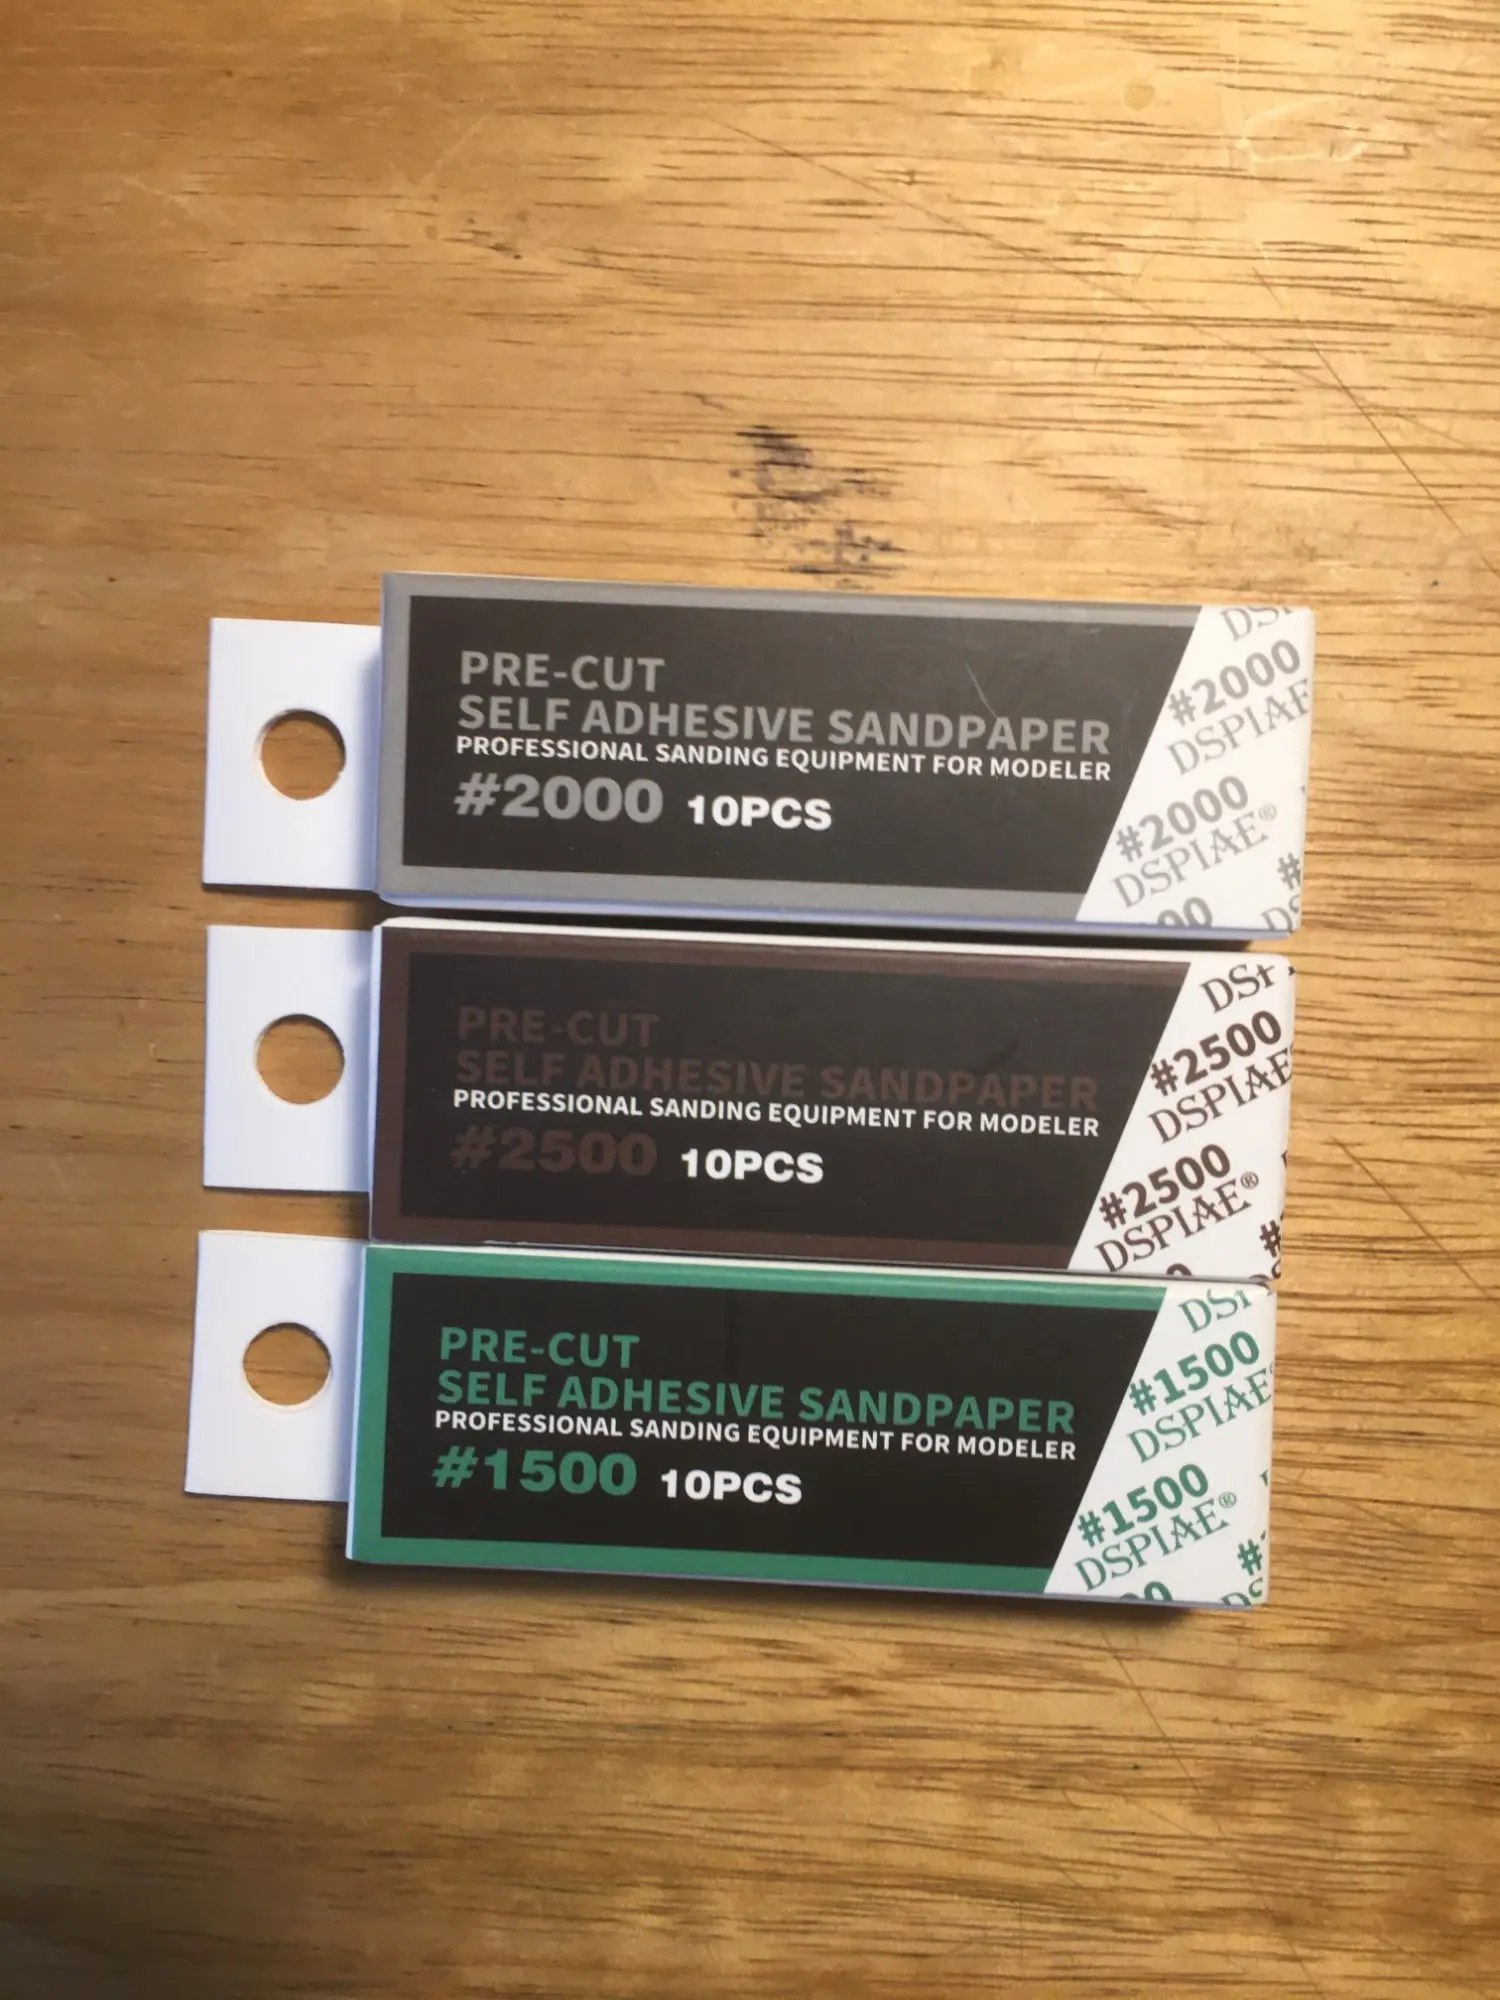 PRE-CUT
SELF ADHESIVE SANDPAPER
PROFESSIONAL SANDING EQUIPMENT FOR MODELER
#2000 10PCS
#2000
DSPIAE
#2000
DSPIAE®
PRE-CUT
SELF ADHESIVE SANDPAPER
PROFESSIONAL SANDING EQUIPMENT FOR MODELER
#2500 10PCS
#2500
DSPIAE
#2500
DSPIAE®
PRE-CUT
SELF ADHESIVE SANDPAPER
PROFESSIONAL SANDING EQUIPMENT FOR MODELER
#1500 10PCS
#1500
DSPIAE
#1500
DSPIAE®